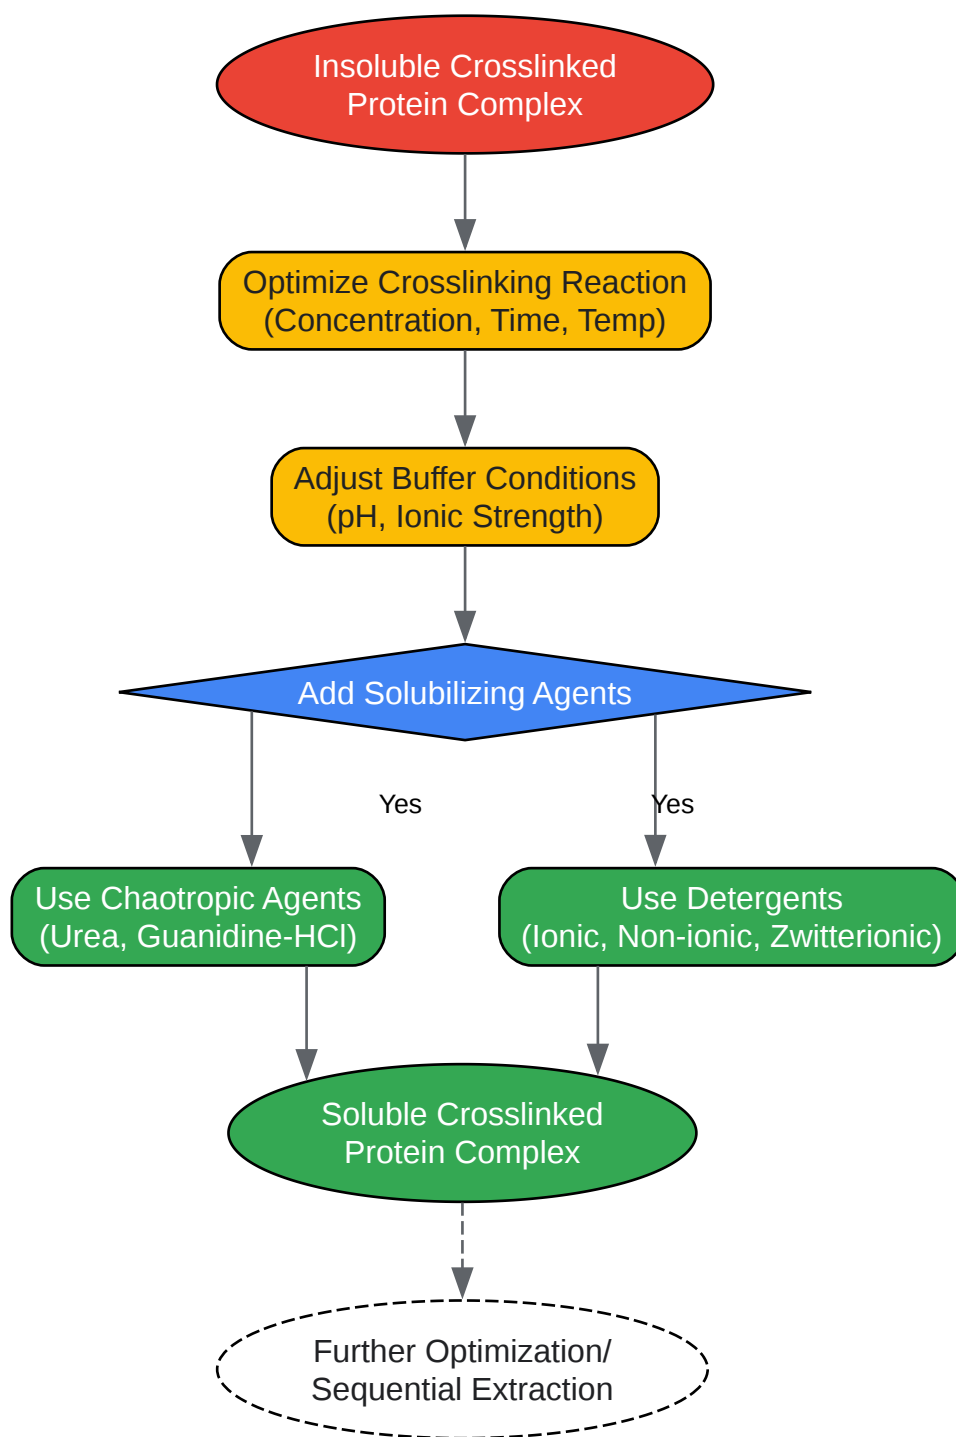 Insoluble Crosslinked
Protein Complex
Optimize Crosslinking Reaction
(Concentration, Time, Temp)
Adjust Buffer Conditions
(pH, Ionic Strength)
Add Solubilizing Agents
Yes
Yes
Use Chaotropic Agents
(Urea, Guanidine-HCl)
Use Detergents
(Ionic, Non-ionic, Zwitterionic)
Soluble Crosslinked
Protein Complex
Further Optimization/
Sequential Extraction